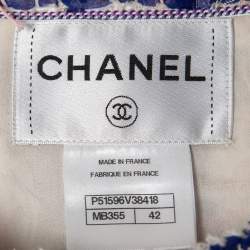 CHANEL
MADE IN FRANCE
FABRIQUE EN FRANCE
P51596V38418
MB355 42